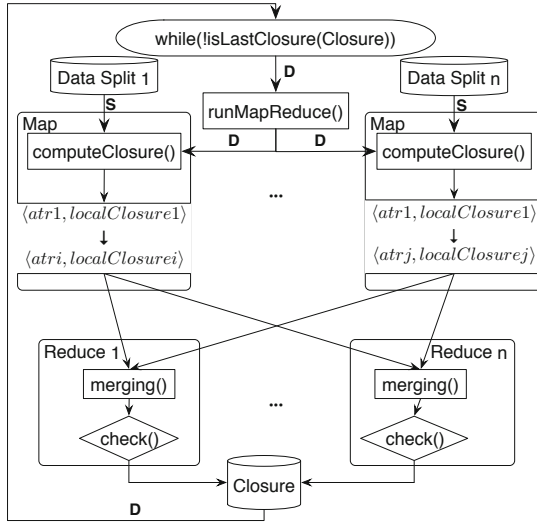 while(!isLastClosure(Closure))
Data Split 1
D
Data Split n
S
runMapReduce()
S
Map
D
D
Map
computeClosure()
computeClosure()
⟨atr1, localClosure1⟩
...
⟨atr1, localClosure1⟩
⟨atri, localClosurei⟩
⟨atrj, localClosurej⟩
Reduce 1
Reduce n
merging()
...
merging()
check()
check()
Closure
D